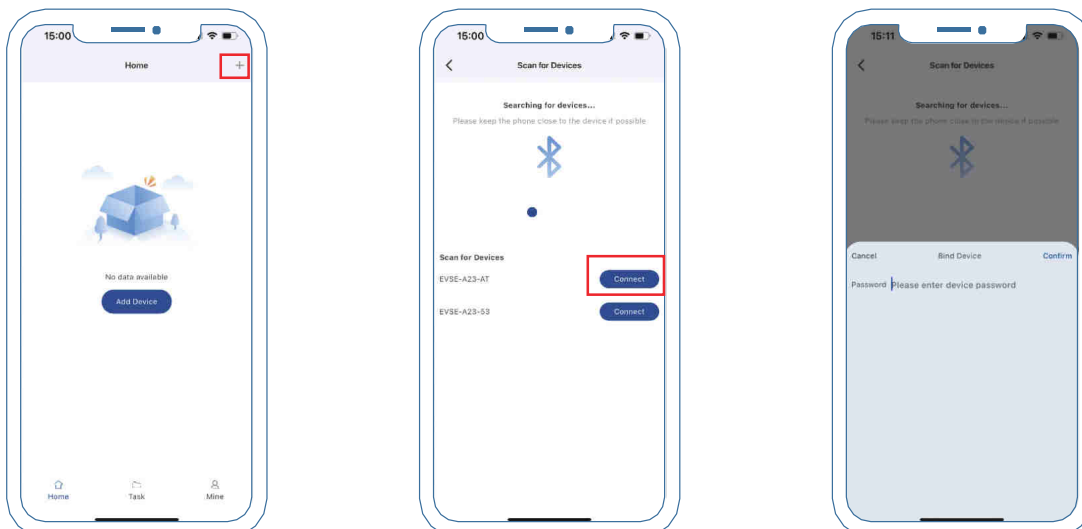 15:00
Home
+
No data available
Add Device
Home
Task
Mine
15:00
Scan for Devices
Searching for devices...
Please keep the phone close to the device if possible
Scan for Devices
EVSE-A23-AT
Connect
EVSE-A23-53
Connect
15:11
Scan for Devices
Searching for devices...
Please keep the phone close to the device if possible
Cancel
Bind Device
Confirm
Password Please enter device password